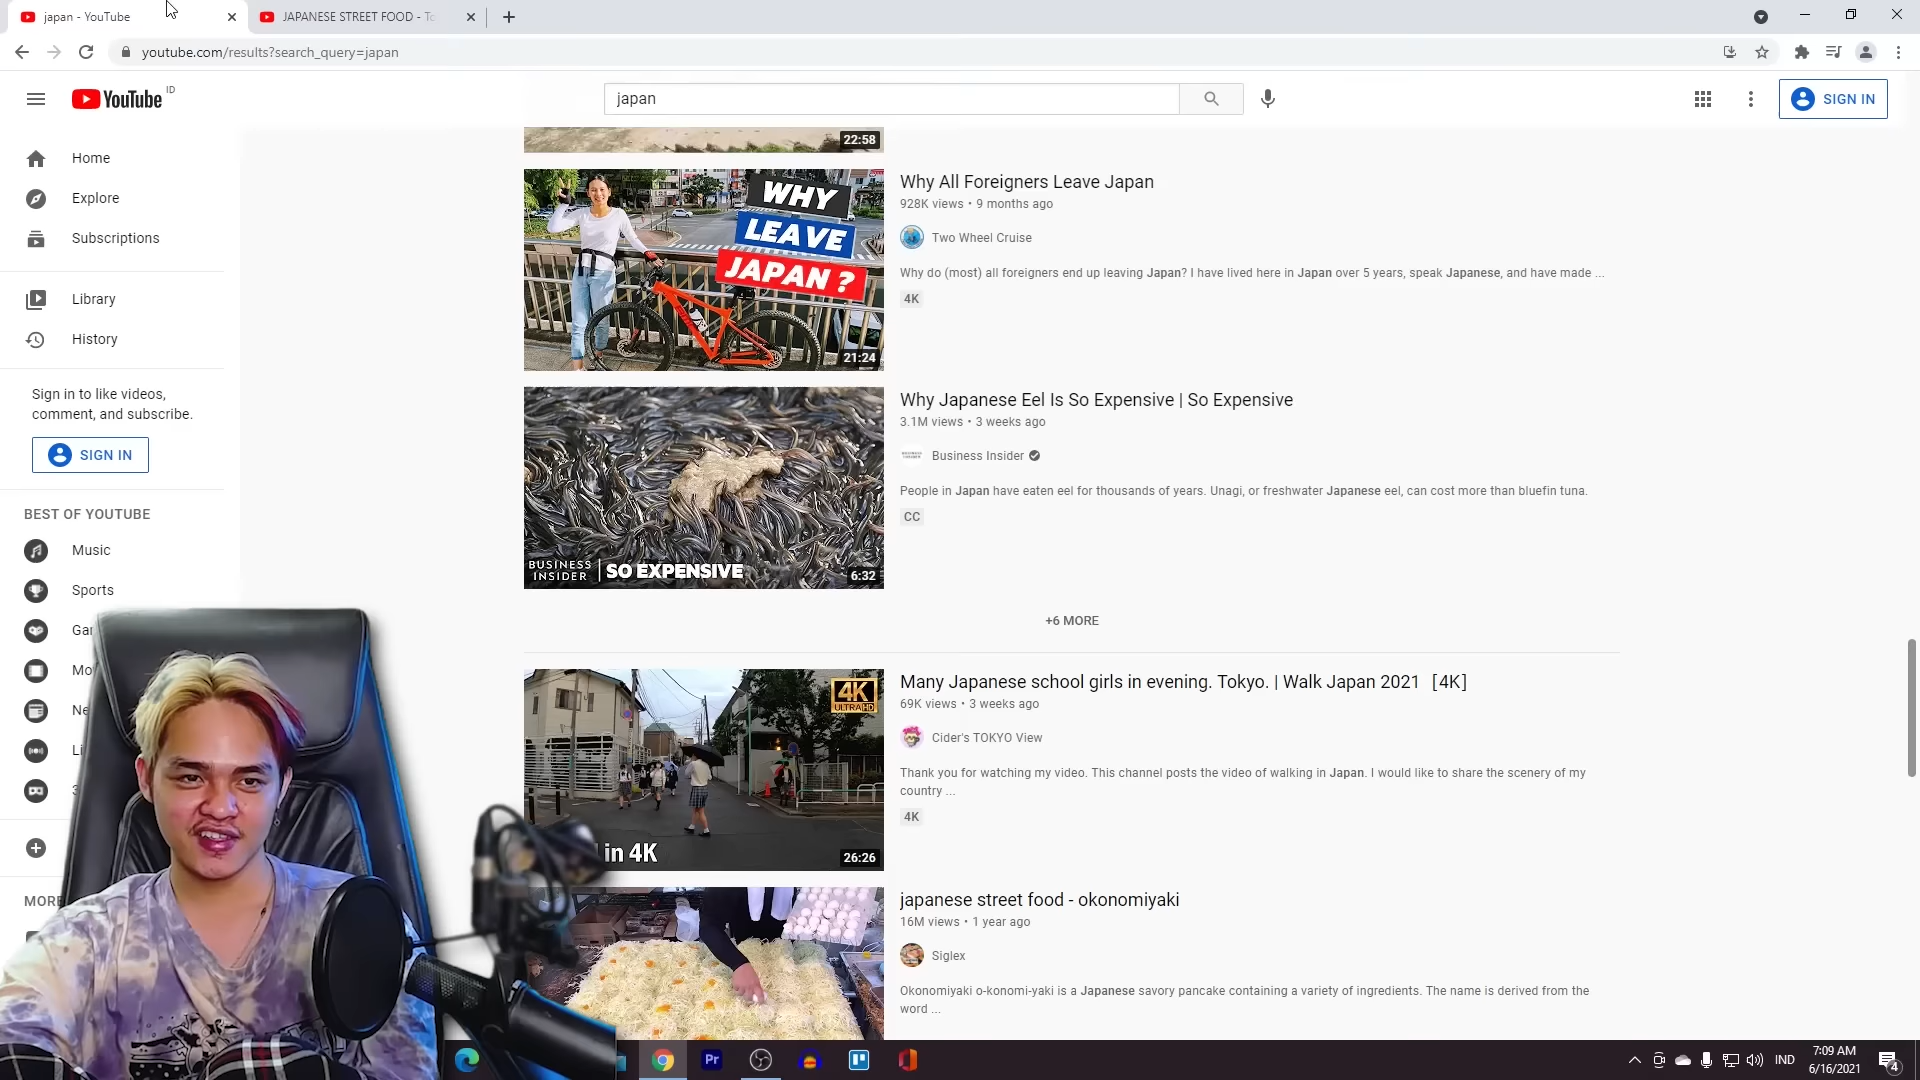 japan - YouTube
JAPANESE STREET FOOD - To
youtube.com/results?search_query=japan
YouTube ID
japan
SIGN IN
Home
Explore
Subscriptions
Library
History
Sign in to like videos,
comment, and subscribe.
SIGN IN
BEST OF YOUTUBE
Music
Sports
Ga
Mo
Ne
Li
3
MORE
22:58
WHY
LEAVE
JAPAN ?
21:24
Why All Foreigners Leave Japan
928K views • 9 months ago
Two Wheel Cruise
Why do (most) all foreigners end up leaving Japan? I have lived here in Japan over 5 years, speak Japanese, and have made ...
4K
BUSINESS
INSIDER
SO EXPENSIVE
6:32
Why Japanese Eel Is So Expensive | So Expensive
3.1M views • 3 weeks ago
Business Insider
People in Japan have eaten eel for thousands of years. Unagi, or freshwater Japanese eel, can cost more than bluefin tuna.
CC
+6 MORE
4K
ULTRA HD
in 4K
26:26
Many Japanese school girls in evening. Tokyo. | Walk Japan 2021 [4K]
69K views • 3 weeks ago
Cider's TOKYO View
Thank you for watching my video. This channel posts the video of walking in Japan. I would like to share the scenery of my
country ...
4K
japanese street food - okonomiyaki
16M views • 1 year ago
Siglex
Okonomiyaki o-konomi-yaki is a Japanese savory pancake containing a variety of ingredients. The name is derived from the
word ...
Pr
IND
7:09 AM
6/16/2021
4